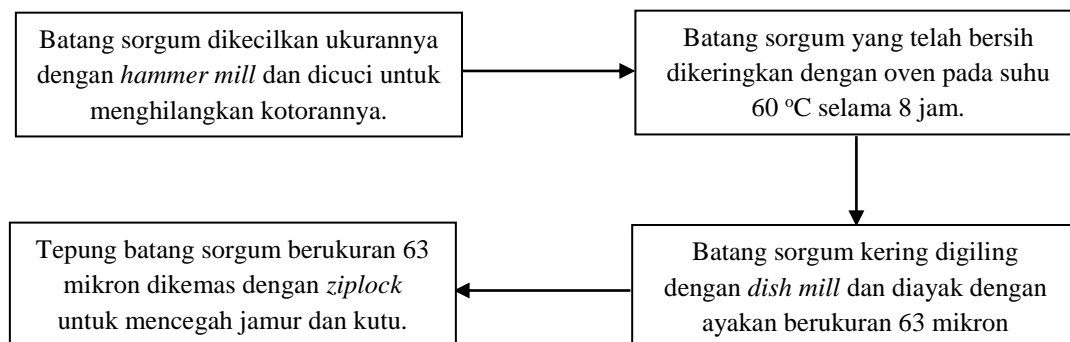 Batang sorgum dikecilkan ukurannya
dengan hammer mill dan dicuci untuk
menghilangkan kotorannya.
Batang sorgum yang telah bersih
dikeringkan dengan oven pada suhu
60 °C selama 8 jam.
Batang sorgum kering digiling
dengan dish mill dan diayak dengan
ayakan berukuran 63 mikron
Tepung batang sorgum berukuran 63
mikron dikemas dengan ziplock
untuk mencegah jamur dan kutu.